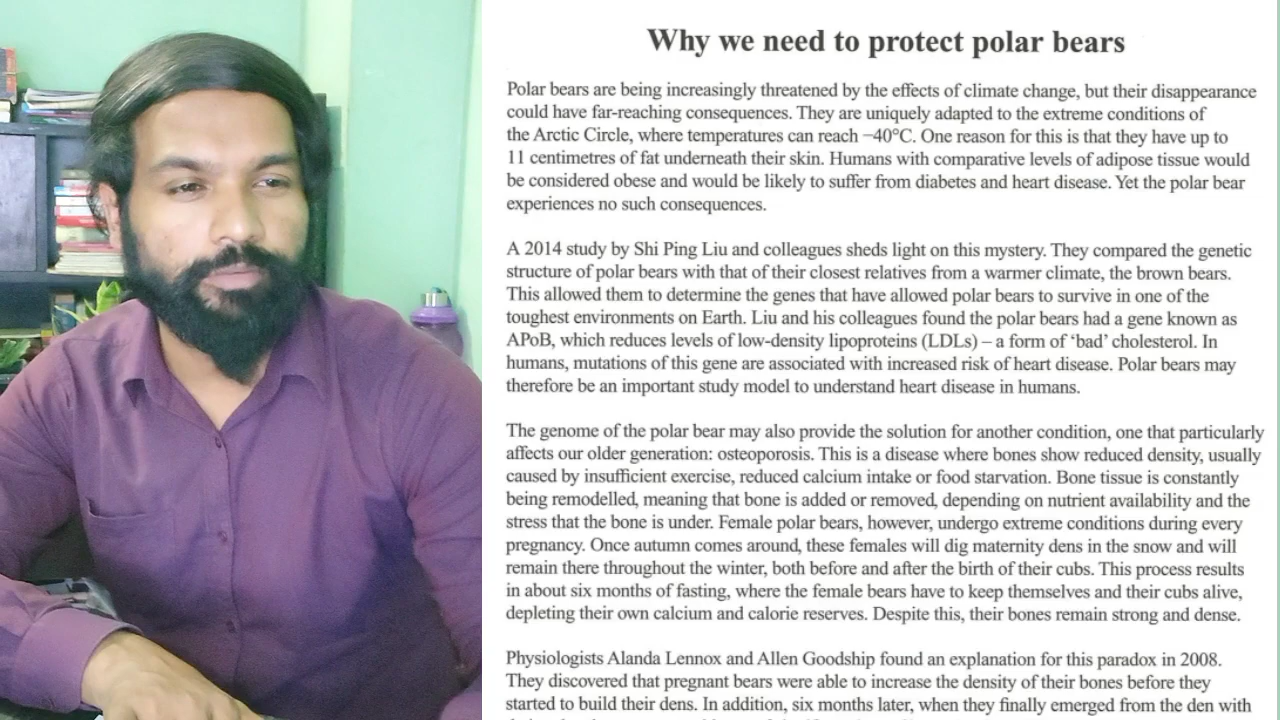 Why we need to protect polar bears
Polar bears are being increasingly threatened by the effects of climate change, but their disappearance
could have far-reaching consequences. They are uniquely adapted to the extreme conditions of
the Arctic Circle, where temperatures can reach −40°C. One reason for this is that they have up to
11 centimetres of fat underneath their skin. Humans with comparative levels of adipose tissue would
be considered obese and would be likely to suffer from diabetes and heart disease. Yet the polar bear
experiences no such consequences.
A 2014 study by Shi Ping Liu and colleagues sheds light on this mystery. They compared the genetic
structure of polar bears with that of their closest relatives from a warmer climate, the brown bears.
This allowed them to determine the genes that have allowed polar bears to survive in one of the
toughest environments on Earth. Liu and his colleagues found the polar bears had a gene known as
APoB, which reduces levels of low-density lipoproteins (LDLs) – a form of ‘bad’ cholesterol. In
humans, mutations of this gene are associated with increased risk of heart disease. Polar bears may
therefore be an important study model to understand heart disease in humans.
The genome of the polar bear may also provide the solution for another condition, one that particularly
affects our older generation: osteoporosis. This is a disease where bones show reduced density, usually
caused by insufficient exercise, reduced calcium intake or food starvation. Bone tissue is constantly
being remodelled, meaning that bone is added or removed, depending on nutrient availability and the
stress that the bone is under. Female polar bears, however, undergo extreme conditions during every
pregnancy. Once autumn comes around, these females will dig maternity dens in the snow and will
remain there throughout the winter, both before and after the birth of their cubs. This process results
in about six months of fasting, where the female bears have to keep themselves and their cubs alive,
depleting their own calcium and calorie reserves. Despite this, their bones remain strong and dense.
Physiologists Alanda Lennox and Allen Goodship found an explanation for this paradox in 2008.
They discovered that pregnant bears were able to increase the density of their bones before they
started to build their dens. In addition, six months later, when they finally emerged from the den with